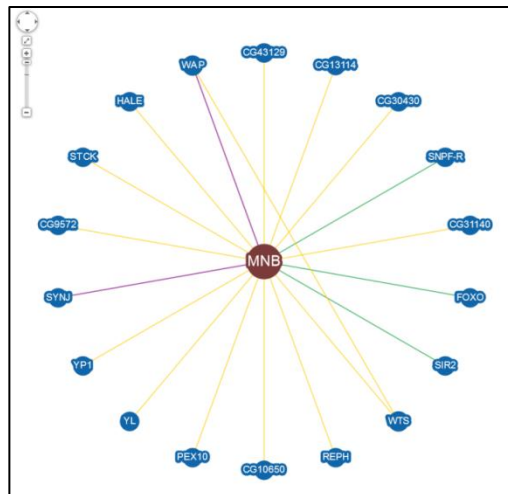 CG43129
WAP
CG13114
HALE
CG30430
STCK
SNPF-R
CG9572
CG31140
MNB
SYNJ
FOXO
YP1
SIR2
YL
WTS
PEX10
REPH
CG10650